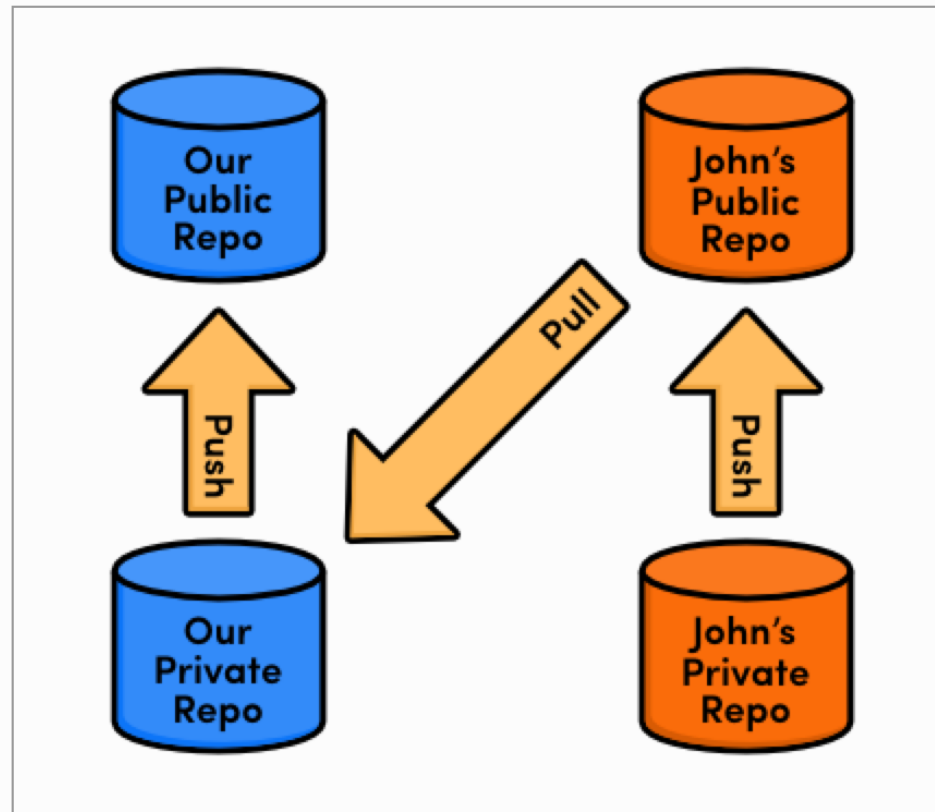 Our
Public
Repo
John's
Public
Repo
Pull
Push
Push
Our
Private
Repo
John's
Private
Repo